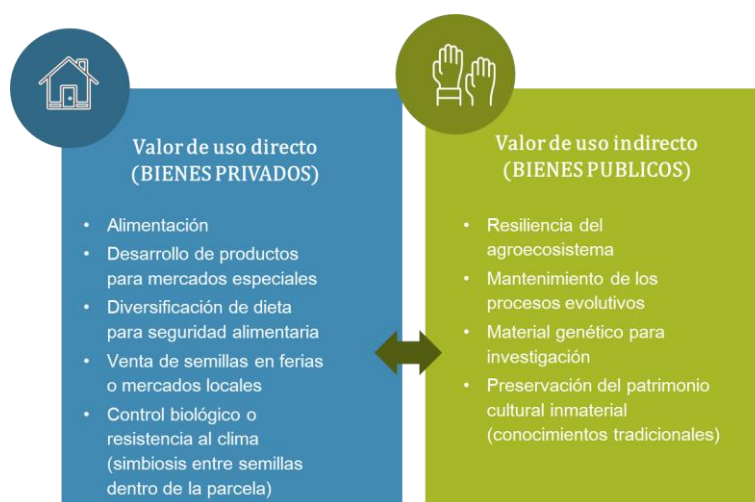 Valor de uso directo
(BIENES PRIVADOS)
• Alimentación
• Desarrollo de productos
para mercados especiales
• Diversificación de dieta
para seguridad alimentaria
• Venta de semillas en ferias
o mercados locales
• Control biológico o
resistencia al clima
(simbiosis entre semillas
dentro de la parcela)
Valor de uso indirecto
(BIENES PUBLICOS)
• Resiliencia del
agroecosistema
• Mantenimiento de los
procesos evolutivos
• Material genético para
investigación
• Preservación del patrimonio
cultural inmaterial
(conocimientos tradicionales)